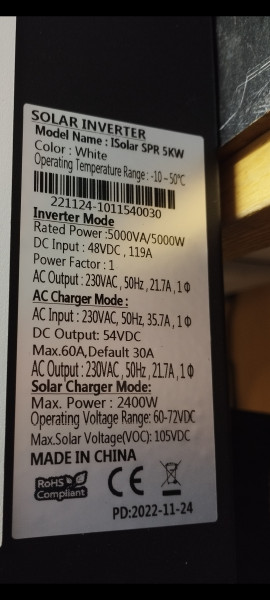 SOLAR INVERTER
Model Name : ISolar SPR 5KW
Color : White
Operating Temperature Range : -10 – 50℃
221124-1011540030
Inverter Mode
Rated Power :5000VA/5000W
DC Input : 48VDC , 119A
Power Factor : 1
AC Output : 230VAC , 50Hz , 21.7A , 1 Φ
AC Charger Mode :
AC Input : 230VAC, 50Hz, 35.7A , 1 Φ
DC Output: 54VDC
Max.60A,Default 30A
AC Output : 230VAC , 50Hz , 21.7A , 1 Φ
Solar Charger Mode:
Max. Power : 2400W
Operating Voltage Range: 60-72VDC
Max.Solar Voltage(VOC): 105VDC
MADE IN CHINA
RoHS
Compliant
CE
PD:2022-11-24